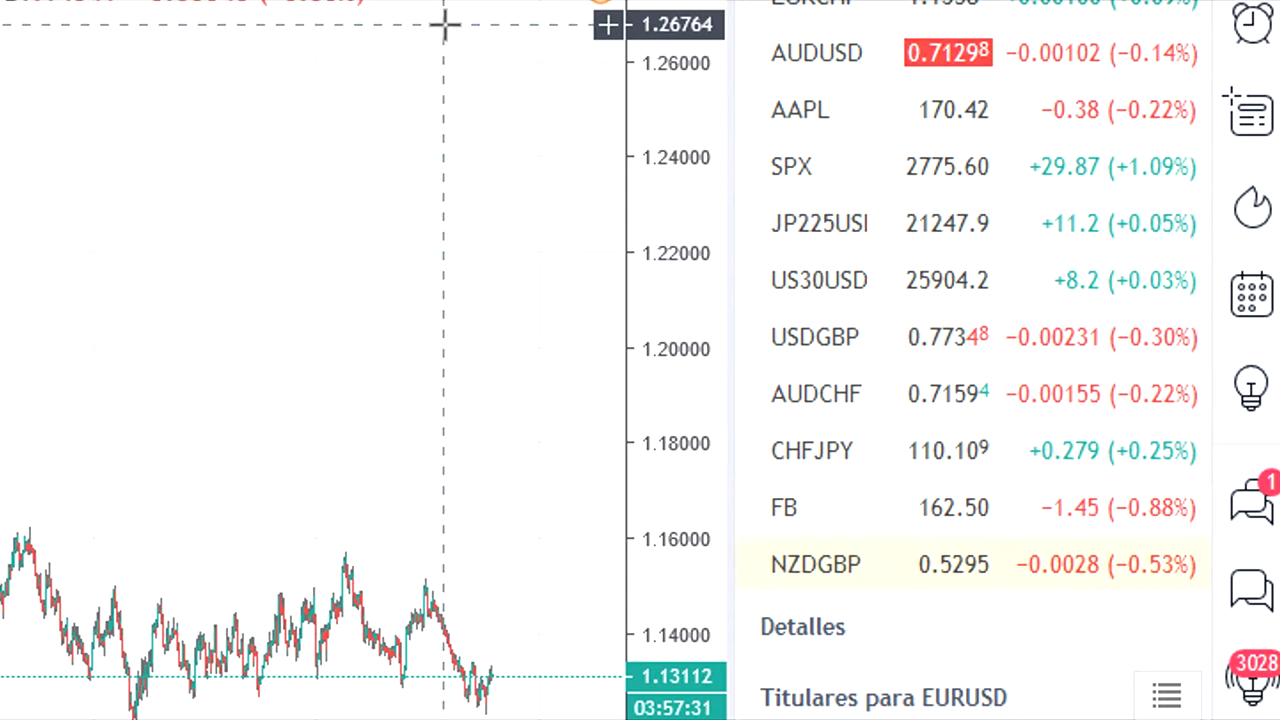 1.26764
1.26000
1.24000
1.22000
1.20000
1.18000
1.16000
1.14000
1.13112
03:57:31
AUDUSD 0.71298 −0.00102 (−0.14%)
AAPL 170.42 −0.38 (−0.22%)
SPX 2775.60 +29.87 (+1.09%)
JP225USI 21247.9 +11.2 (+0.05%)
US30USD 25904.2 +8.2 (+0.03%)
USDGBP 0.77348 −0.00231 (−0.30%)
AUDCHF 0.71594 −0.00155 (−0.22%)
CHFJPY 110.109 +0.279 (+0.25%)
FB 162.50 −1.45 (−0.88%)
NZDGBP 0.5295 −0.0028 (−0.53%)
Detalles
Titulares para EURUSD
1
3028